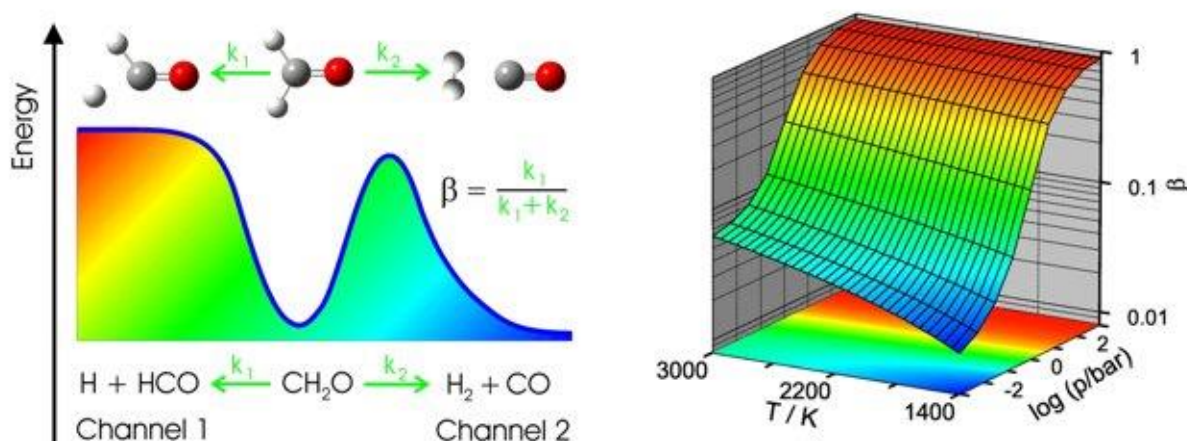 Energy
k₁
k₂
β = k₁ / (k₁ + k₂)
H + HCO
k₁
CH₂O
k₂
H₂ + CO
Channel 1
Channel 2
1
0.1
0.01
β
3000
2200
1400
T / K
-2
0
2
log (p/bar)